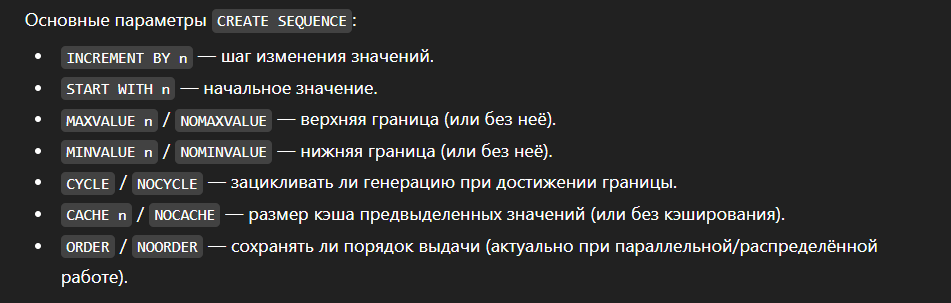 Основные параметры CREATE SEQUENCE:
• INCREMENT BY n — шаг изменения значений.
• START WITH n — начальное значение.
• MAXVALUE n / NOMAXVALUE — верхняя граница (или без неё).
• MINVALUE n / NOMINVALUE — нижняя граница (или без неё).
• CYCLE / NOCYCLE — зацикливать ли генерацию при достижении границы.
• CACHE n / NOCACHE — размер кэша предвыделенных значений (или без кэширования).
• ORDER / NOORDER — сохранять ли порядок выдачи (актуально при параллельной/распределённой
работе).